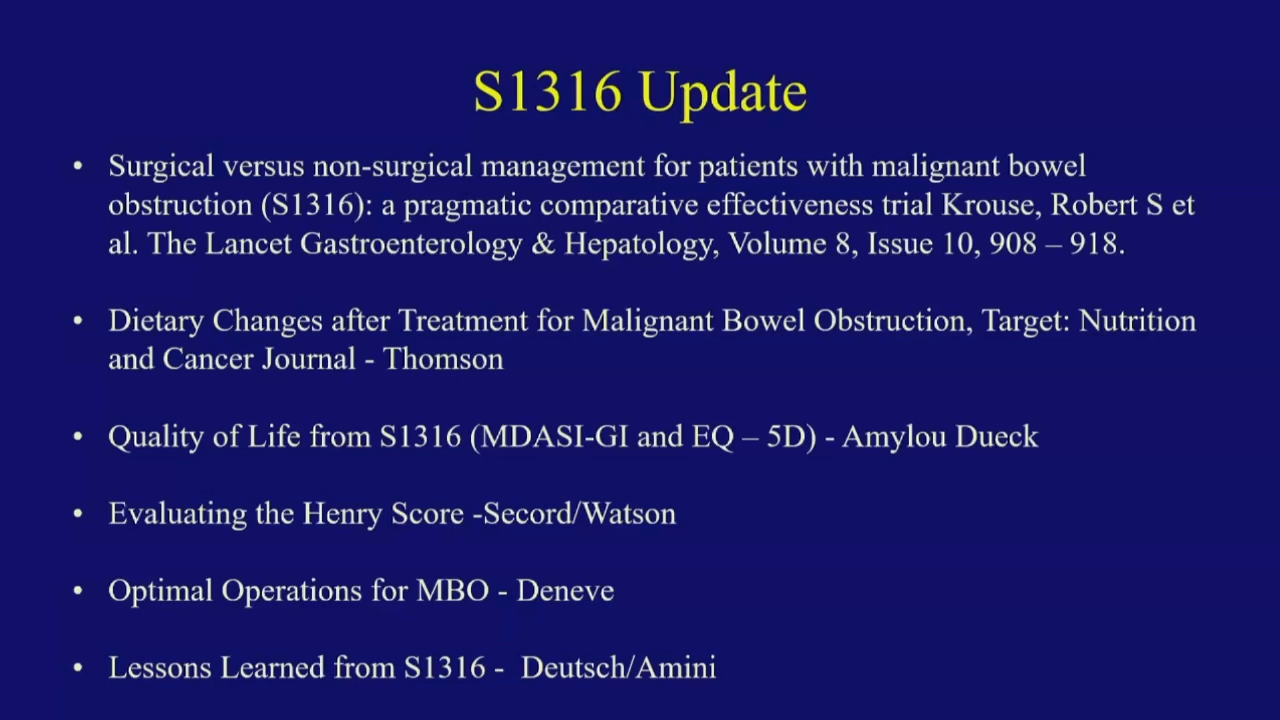 S1316 Update
• Surgical versus non-surgical management for patients with malignant bowel
obstruction (S1316): a pragmatic comparative effectiveness trial Krouse, Robert S et
al. The Lancet Gastroenterology & Hepatology, Volume 8, Issue 10, 908 – 918.
• Dietary Changes after Treatment for Malignant Bowel Obstruction, Target: Nutrition
and Cancer Journal - Thomson
• Quality of Life from S1316 (MDASI-GI and EQ – 5D) - Amylou Dueck
• Evaluating the Henry Score -Secord/Watson
• Optimal Operations for MBO - Deneve
• Lessons Learned from S1316 -  Deutsch/Amini